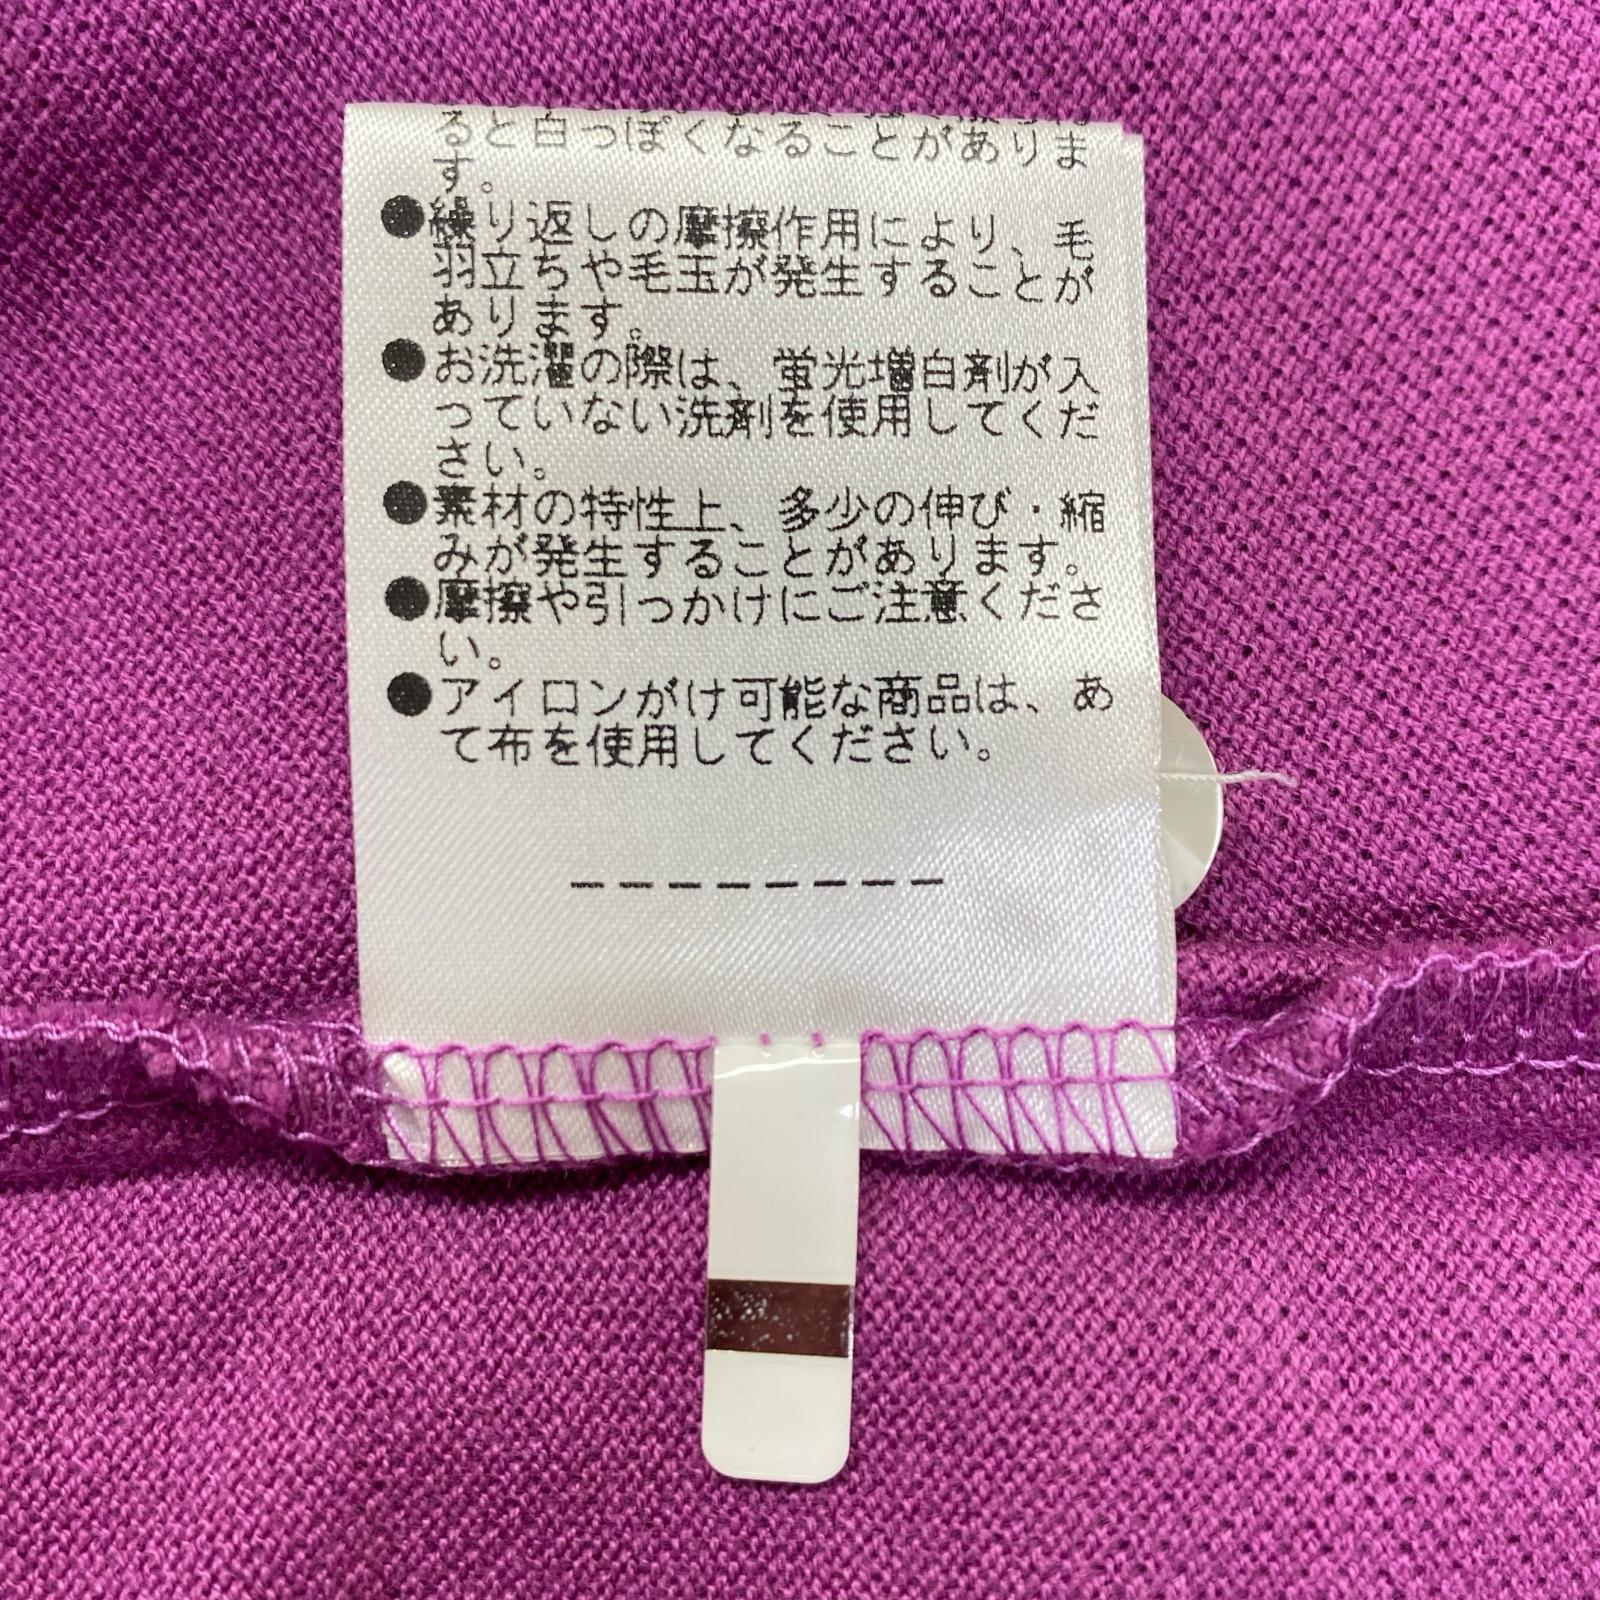 ると白っぽくなることがありま
す。
●繰り返しの摩擦作用により、毛
羽立ちや毛玉が発生することが
あります。
●お洗濯の際は、蛍光増白剤が入
っていない洗剤を使用してくだ
さい。
●素材の特性上、多少の伸び・縮
みが発生することがあります。
●摩擦や引っかけにご注意くださ
い。
●アイロンがけ可能な商品は、あ
て布を使用してください。
--------